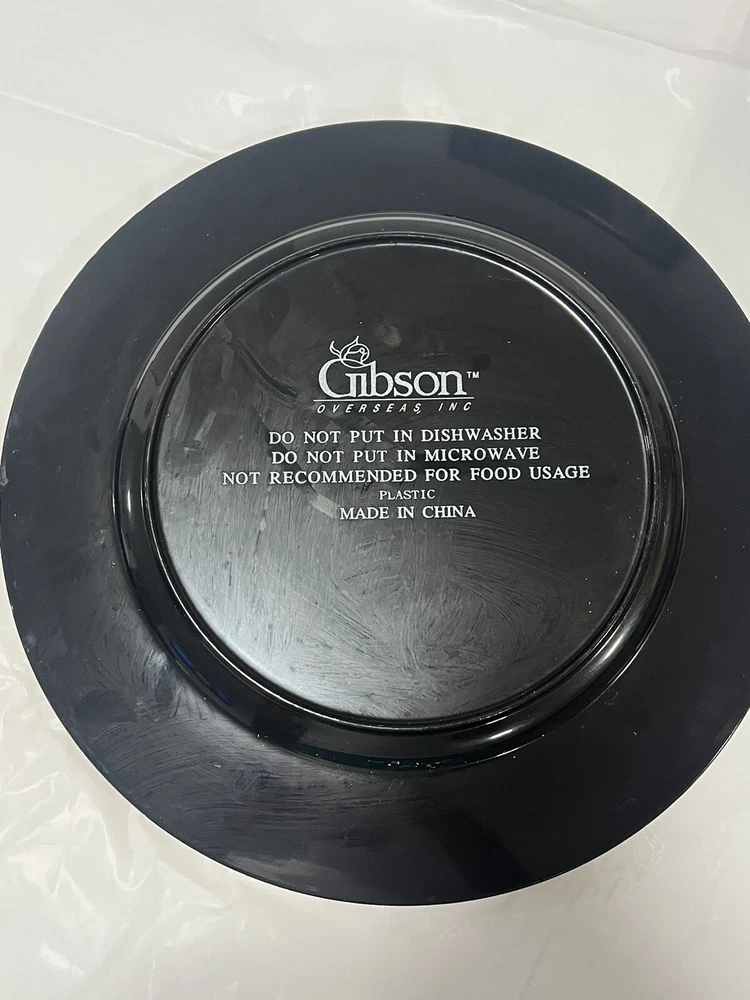 Gibson™
OVERSEAS, INC
DO NOT PUT IN DISHWASHER
DO NOT PUT IN MICROWAVE
NOT RECOMMENDED FOR FOOD USAGE
PLASTIC
MADE IN CHINA